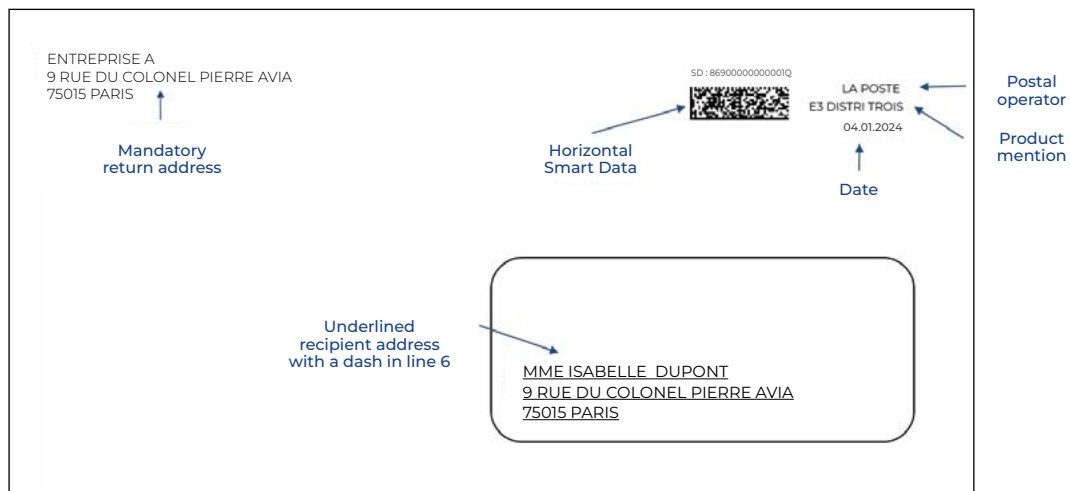 ENTREPRISE A
9 RUE DU COLONEL PIERRE AVIA
75015 PARIS
Mandatory
return address
SD : 86900000000001Q
Horizontal
Smart Data
LA POSTE
E3 DISTRI TROIS
04.01.2024
Date
Postal
operator
Product
mention
Underlined
recipient address
with a dash in line 6
MME ISABELLE DUPONT
9 RUE DU COLONEL PIERRE AVIA
75015 PARIS